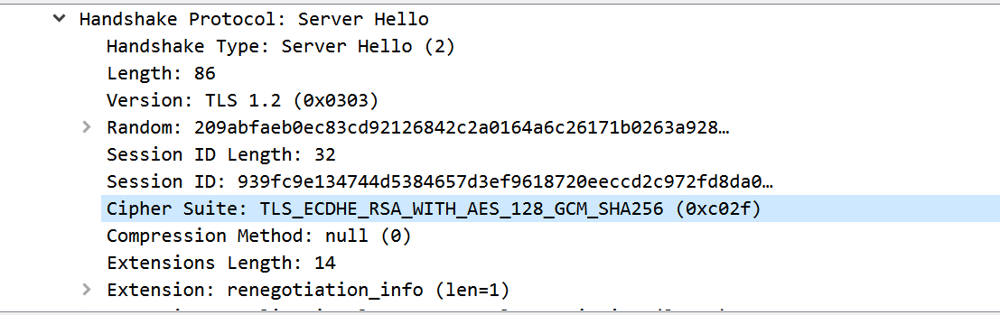 Handshake Protocol: Server Hello
Handshake Type: Server Hello (2)
Length: 86
Version: TLS 1.2 (0x0303)
Random: 209abfaeb0ec83cd92126842c2a0164a6c26171b0263a928…
Session ID Length: 32
Session ID: 939fc9e134744d5384657d3ef9618720eeccd2c972fd8da0…
Cipher Suite: TLS_ECDHE_RSA_WITH_AES_128_GCM_SHA256 (0xc02f)
Compression Method: null (0)
Extensions Length: 14
Extension: renegotiation_info (len=1)